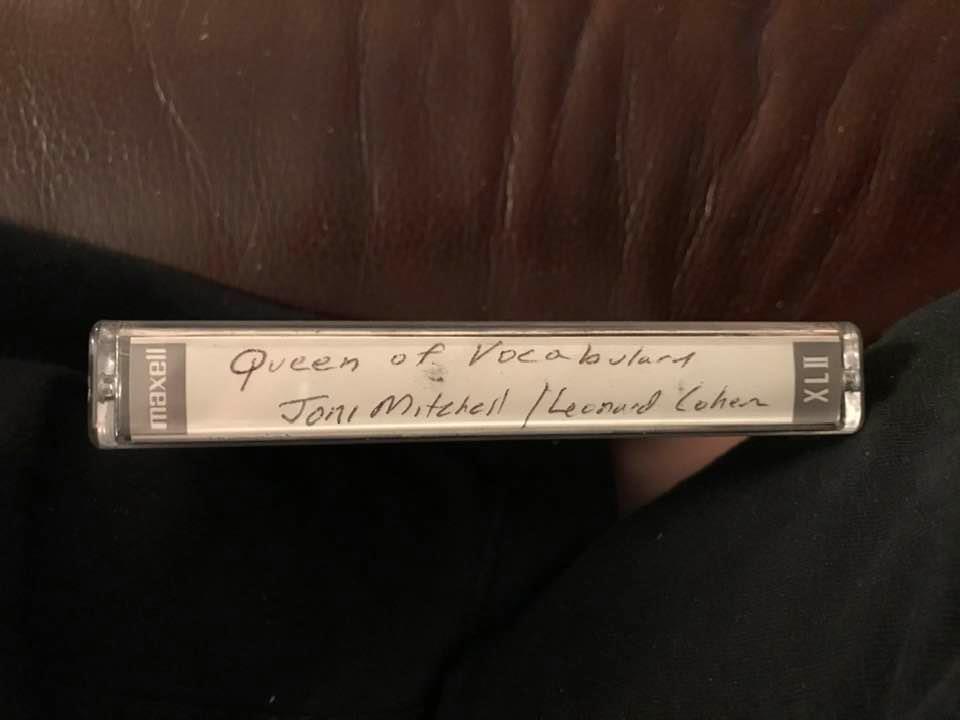 maxell
Queen of Vocabulary
Joni Mitchell / Leonard Cohen
XLII